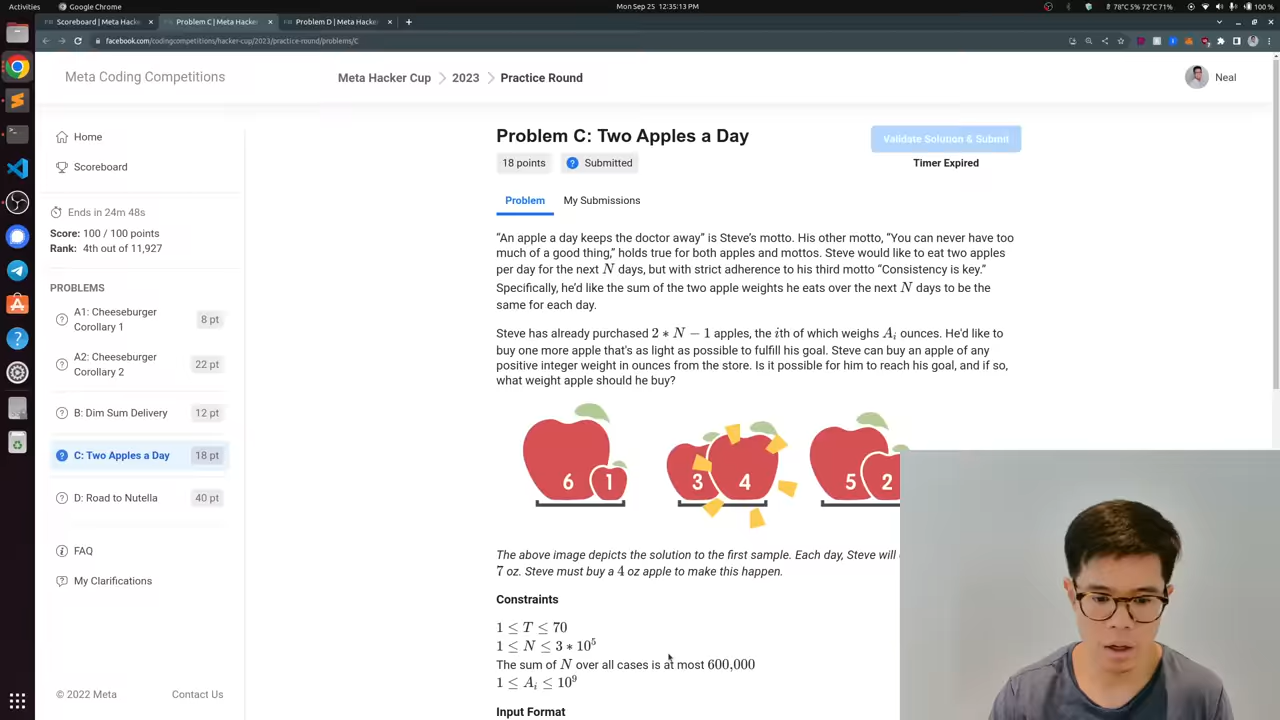 Activities
Google Chrome
Mon Sep 25 12:35:13 PM
78°C 5% 72°C 71%
100 %
Scoreboard | Meta Hacker
Problem C | Meta Hacker
Problem D | Meta Hacker
facebook.com/codingcompetitions/hacker-cup/2023/practice-round/problems/C
Meta Coding Competitions
Meta Hacker Cup
2023
Practice Round
Neal
Home
Scoreboard
Ends in 24m 48s
Score: 100 / 100 points
Rank: 4th out of 11,927
PROBLEMS
A1: Cheeseburger
Corollary 1
8 pt
A2: Cheeseburger
Corollary 2
22 pt
B: Dim Sum Delivery
12 pt
C: Two Apples a Day
18 pt
D: Road to Nutella
40 pt
FAQ
My Clarifications
© 2022 Meta
Contact Us
Problem C: Two Apples a Day
Validate Solution & Submit
Timer Expired
18 points
Submitted
Problem
My Submissions
“An apple a day keeps the doctor away” is Steve’s motto. His other motto, “You can never have too
much of a good thing,” holds true for both apples and mottos. Steve would like to eat two apples
per day for the next N days, but with strict adherence to his third motto “Consistency is key.”
Specifically, he’d like the sum of the two apple weights he eats over the next N days to be the
same for each day.
Steve has already purchased 2 ∗ N − 1 apples, the ith of which weighs Aᵢ ounces. He'd like to
buy one more apple that's as light as possible to fulfill his goal. Steve can buy an apple of any
positive integer weight in ounces from the store. Is it possible for him to reach his goal, and if so,
what weight apple should he buy?
6 1
3 4
5 2
The above image depicts the solution to the first sample. Each day, Steve will
7 oz. Steve must buy a 4 oz apple to make this happen.
Constraints
1 ≤ T ≤ 70
1 ≤ N ≤ 3 ∗ 10⁵
The sum of N over all cases is at most 600,000
1 ≤ Aᵢ ≤ 10⁹
Input Format